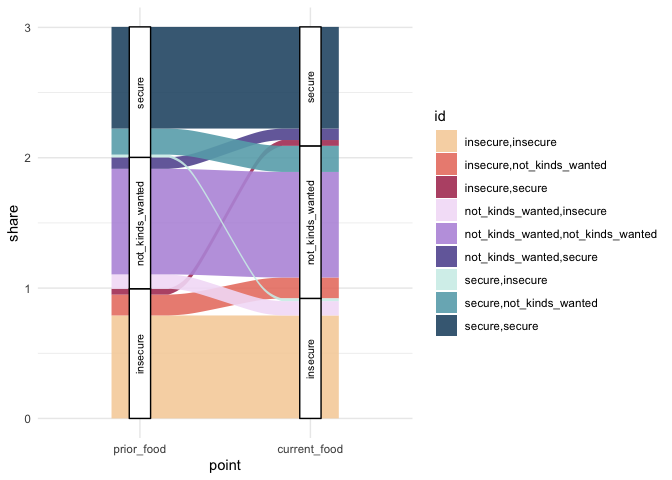 3
2
1
0
share
secure
not_kinds_wanted
insecure
secure
not_kinds_wanted
insecure
prior_food
current_food
point
id
insecure,insecure
insecure,not_kinds_wanted
insecure,secure
not_kinds_wanted,insecure
not_kinds_wanted,not_kinds_wanted
not_kinds_wanted,secure
secure,insecure
secure,not_kinds_wanted
secure,secure